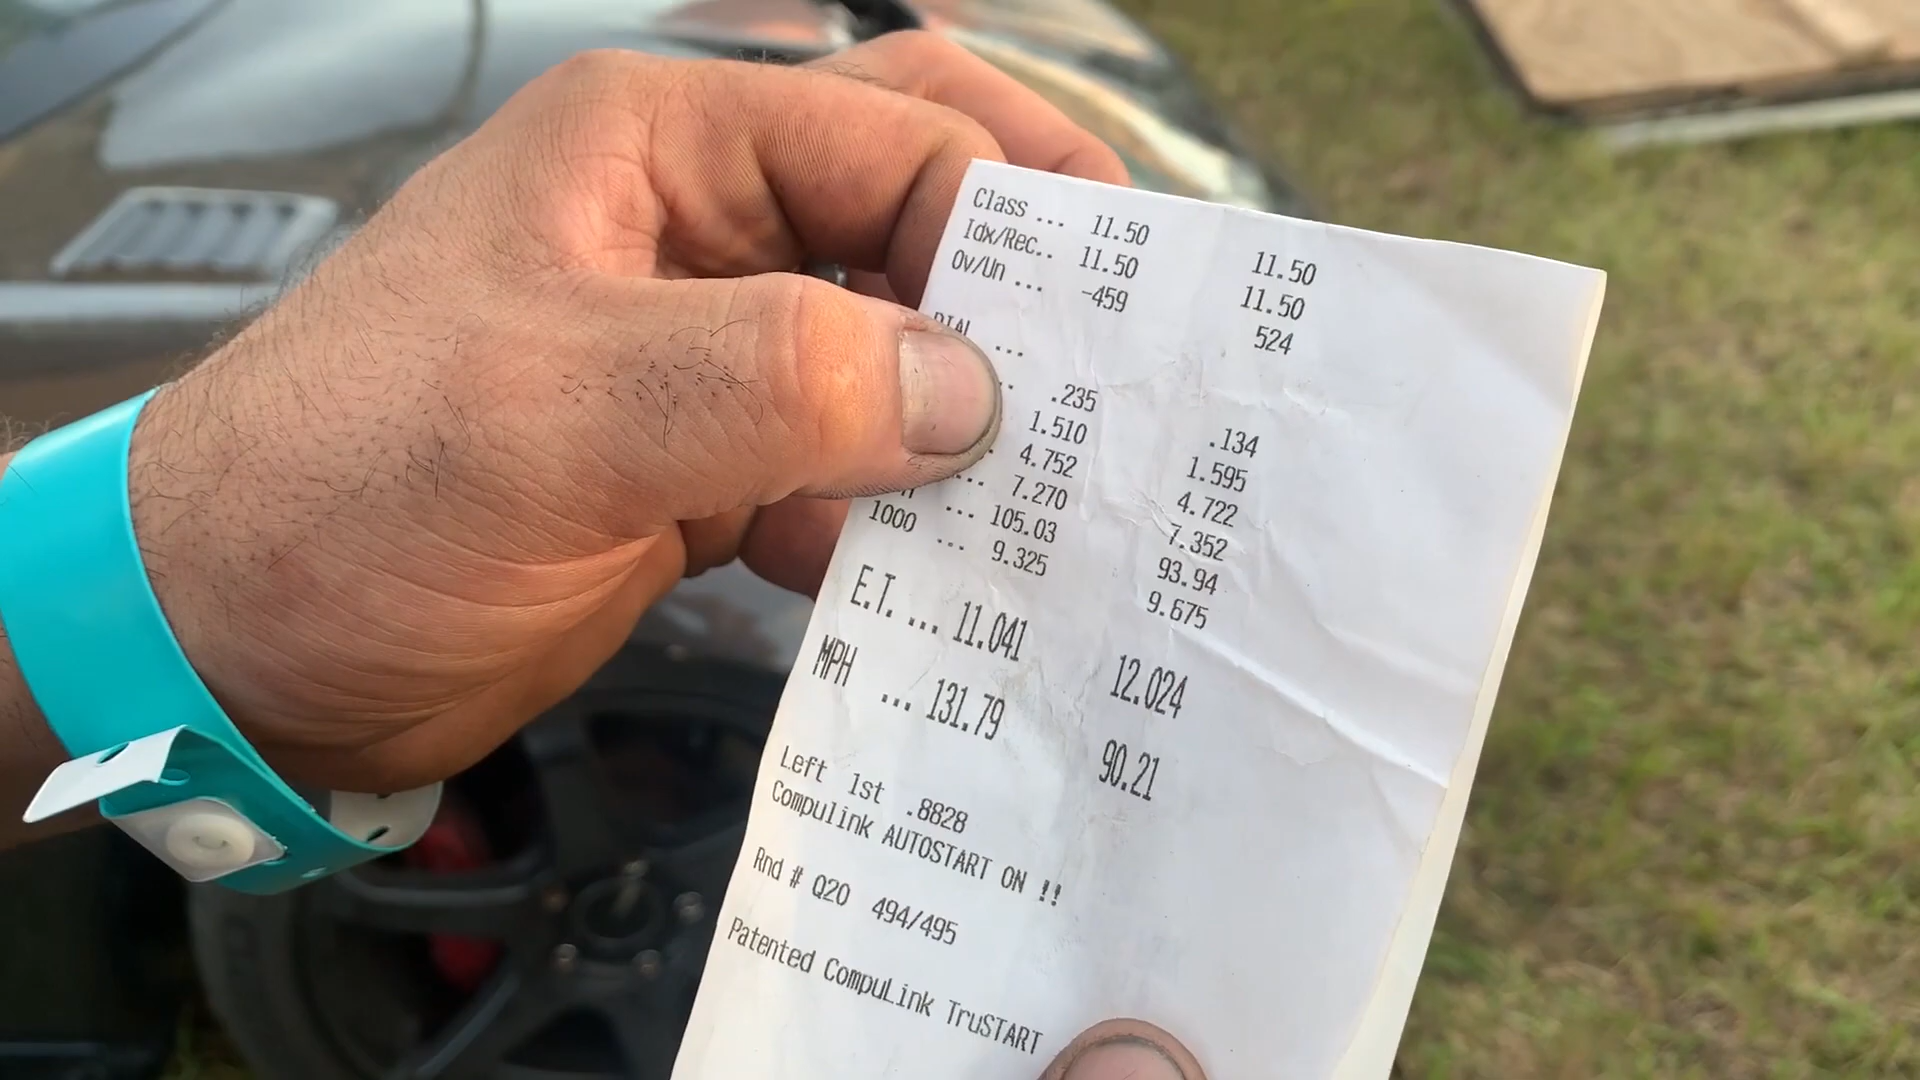 Class ... 11.50 11.50
Idx/Rec.. 11.50 11.50
Ov/Un ... -459 524
DIAL ...
.235 .134
1.510 1.595
4.752 4.722
... 7.270 7.352
... 105.03 93.94
1000 ... 9.325 9.675
E.T. ... 11.041 12.024
MPH ... 131.79 90.21
Left 1st .8828
Compulink AUTOSTART ON !!
Rnd # Q20 494/495
Patented CompuLink TruSTART